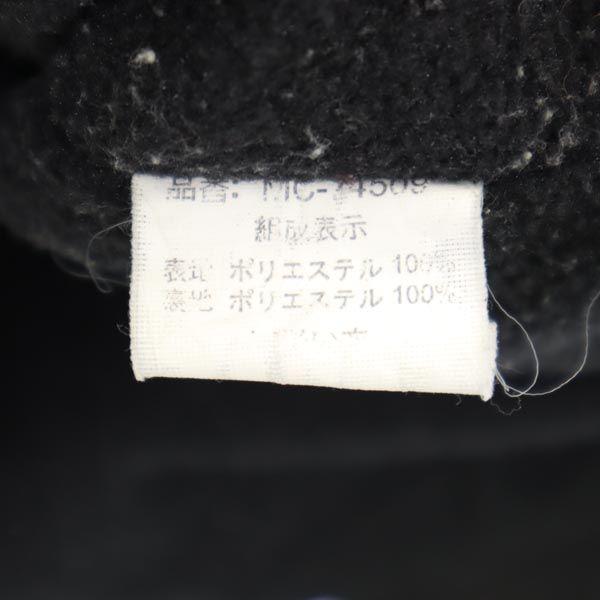 品番: MC-74509
組成表示
表地 ポリエステル 100%
裏地 ポリエステル 100%